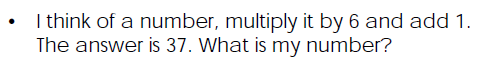 • I think of a number, multiply it by 6 and add 1.
The answer is 37. What is my number?